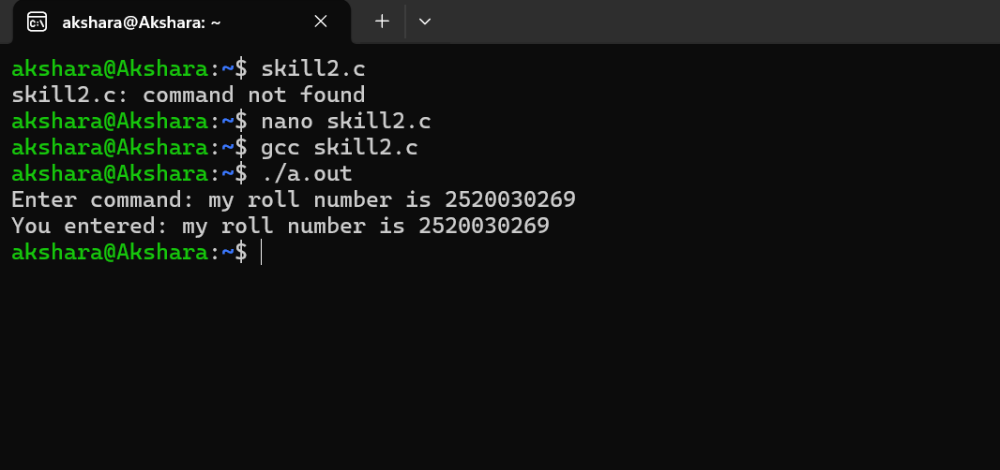 akshara@Akshara: ~
akshara@Akshara:~$ skill2.c
skill2.c: command not found
akshara@Akshara:~$ nano skill2.c
akshara@Akshara:~$ gcc skill2.c
akshara@Akshara:~$ ./a.out
Enter command: my roll number is 2520030269
You entered: my roll number is 2520030269
akshara@Akshara:~$